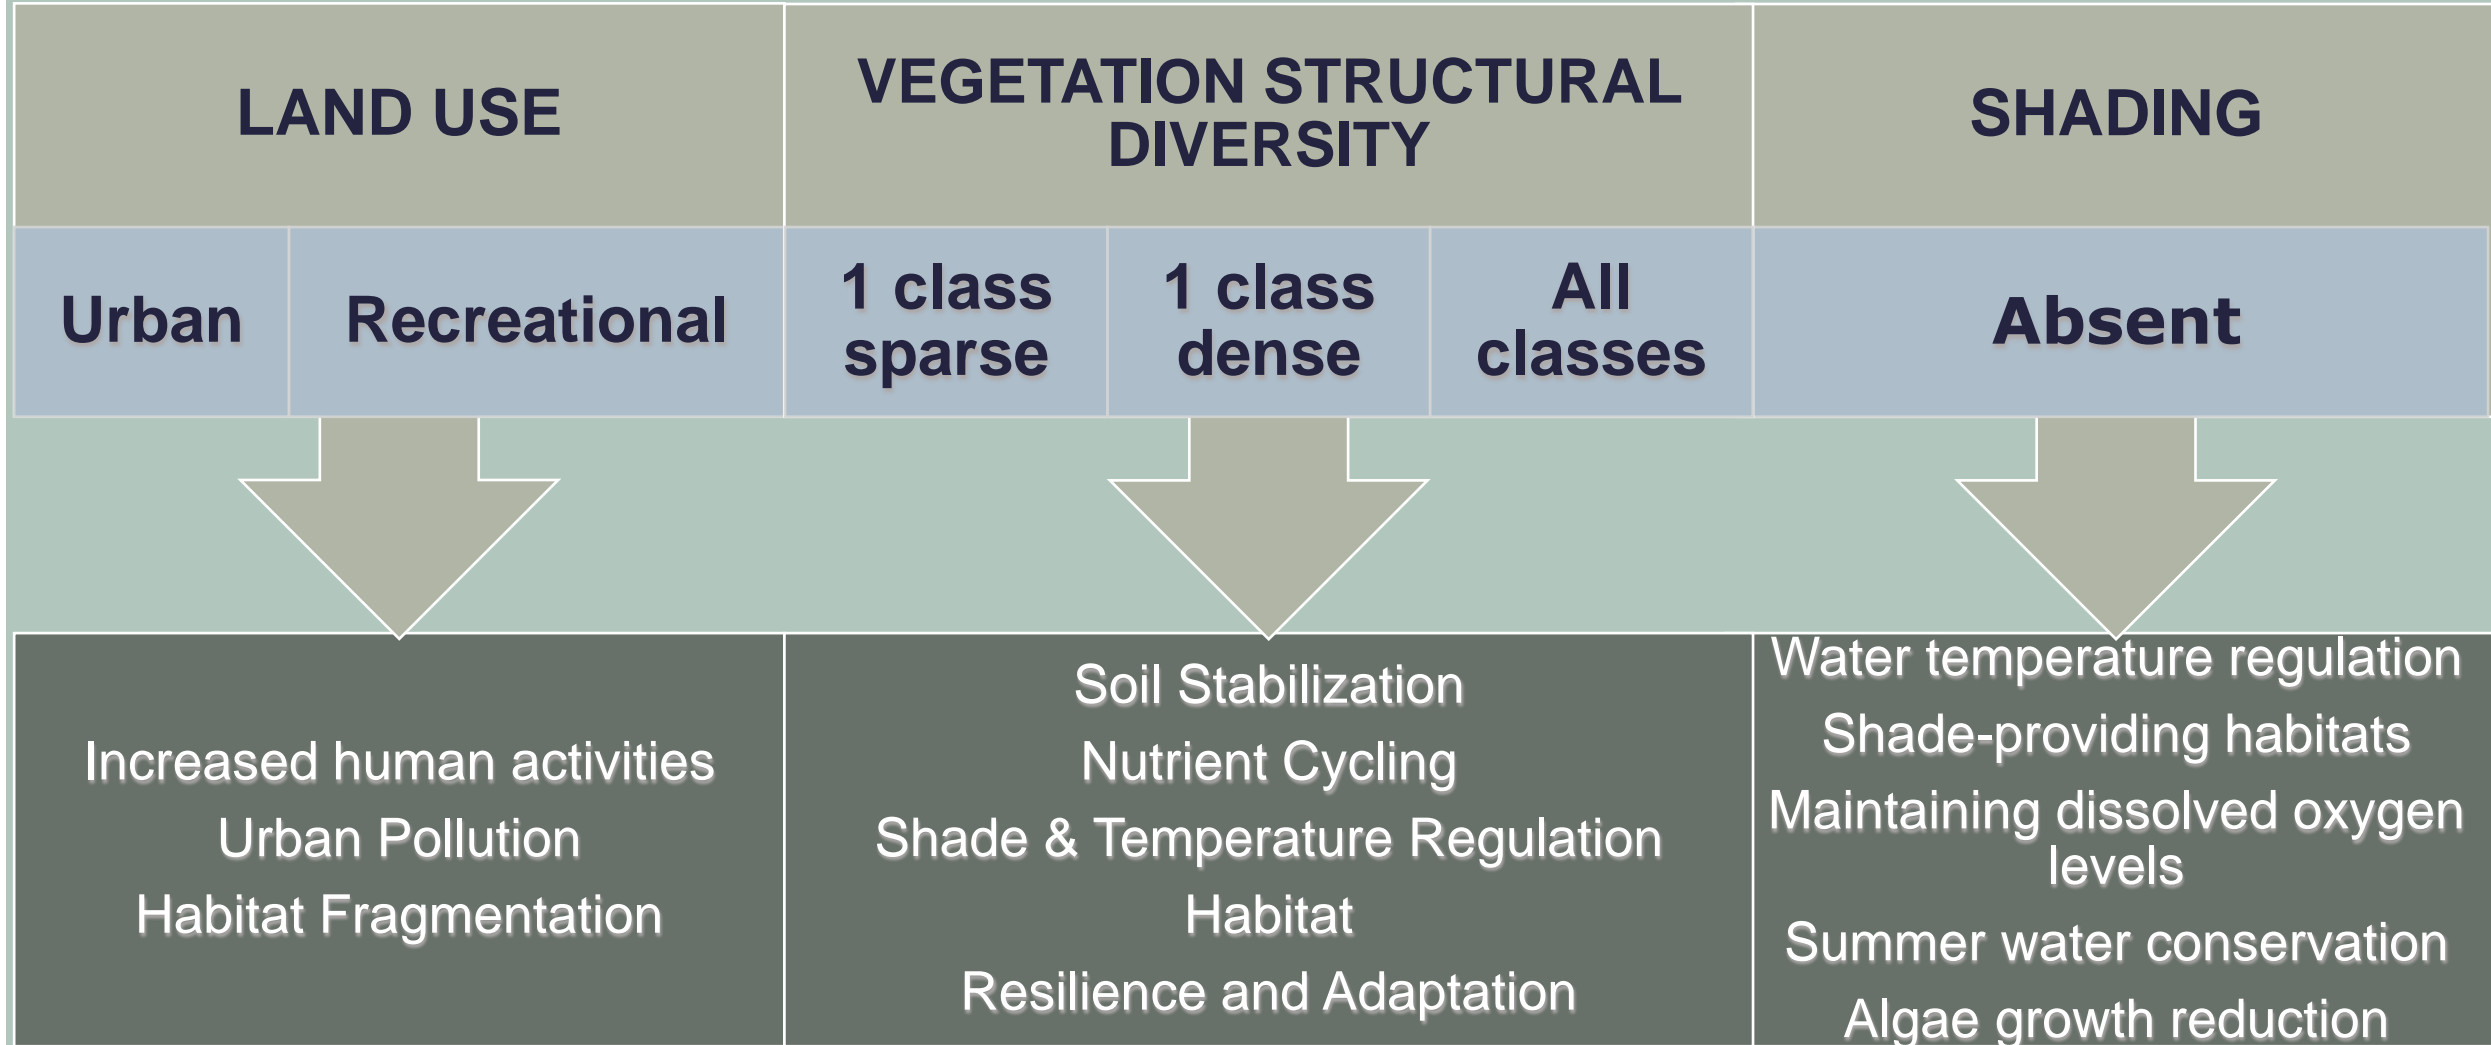 LAND USE
VEGETATION STRUCTURAL
DIVERSITY
SHADING
Urban
Recreational
1 class
sparse
1 class
dense
All
classes
Absent
Increased human activities
Urban Pollution
Habitat Fragmentation
Soil Stabilization
Nutrient Cycling
Shade & Temperature Regulation
Habitat
Resilience and Adaptation
Water temperature regulation
Shade-providing habitats
Maintaining dissolved oxygen
levels
Summer water conservation
Algae growth reduction